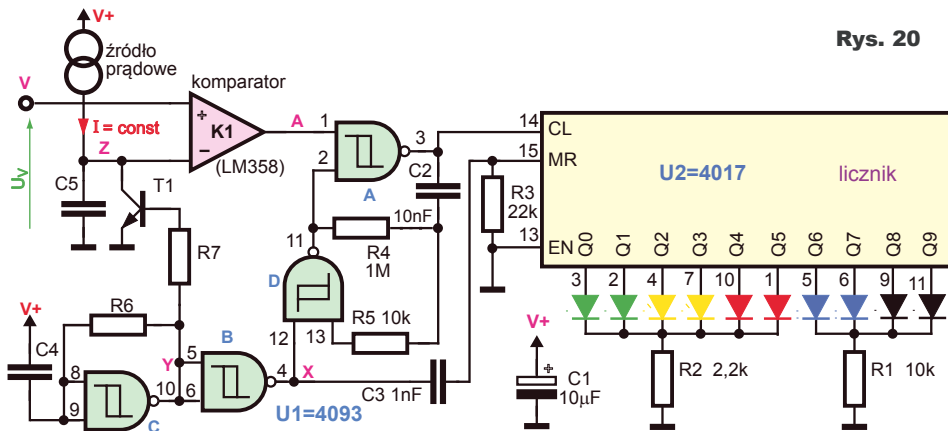 V+
Rys. 20
źródło
prądowe
komparator
V
+
K1
−
A
1
3
14
CL
I = const
2
15
MR
Z
(LM358)
C2
U2=4017
licznik
A
Uv
C5
T1
R3
22k
10nF
11
R4
1M
13
EN
R7
Q0
Q1
Q2
Q3
Q4
Q5
Q6
Q7
Q8
Q9
D
3
2
4
7
10
1
5
6
9
11
V+
R6
R5 10k
12
13
B
V+
C4
Y
5
4
X
+
R2 2,2k
R1 10k
8
10
6
C3 1nF
C1
10µF
9
U1=4093
C